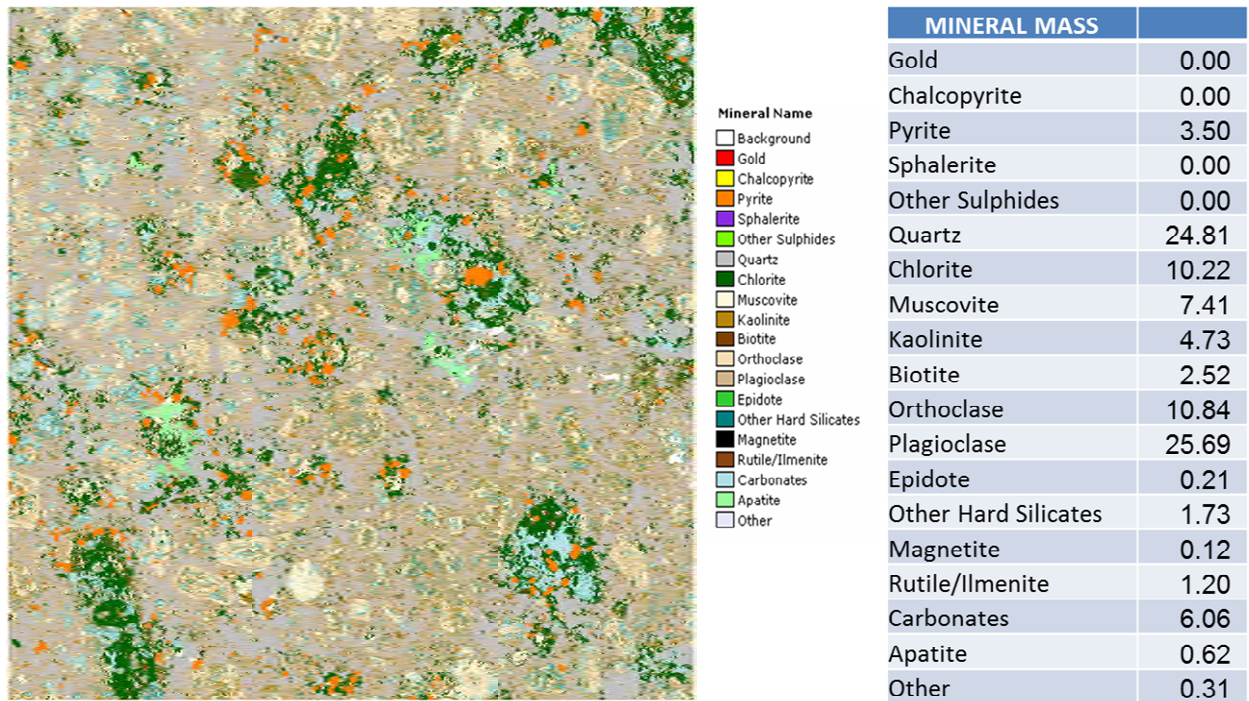 Mineral Name
Background
Gold
Chalcopyrite
Pyrite
Sphalerite
Other Sulphides
Quartz
Chlorite
Muscovite
Kaolinite
Biotite
Orthoclase
Plagioclase
Epidote
Other Hard Silicates
Magnetite
Rutile/Ilmenite
Carbonates
Apatite
Other
MINERAL MASS
Gold 0.00
Chalcopyrite 0.00
Pyrite 3.50
Sphalerite 0.00
Other Sulphides 0.00
Quartz 24.81
Chlorite 10.22
Muscovite 7.41
Kaolinite 4.73
Biotite 2.52
Orthoclase 10.84
Plagioclase 25.69
Epidote 0.21
Other Hard Silicates 1.73
Magnetite 0.12
Rutile/Ilmenite 1.20
Carbonates 6.06
Apatite 0.62
Other 0.31